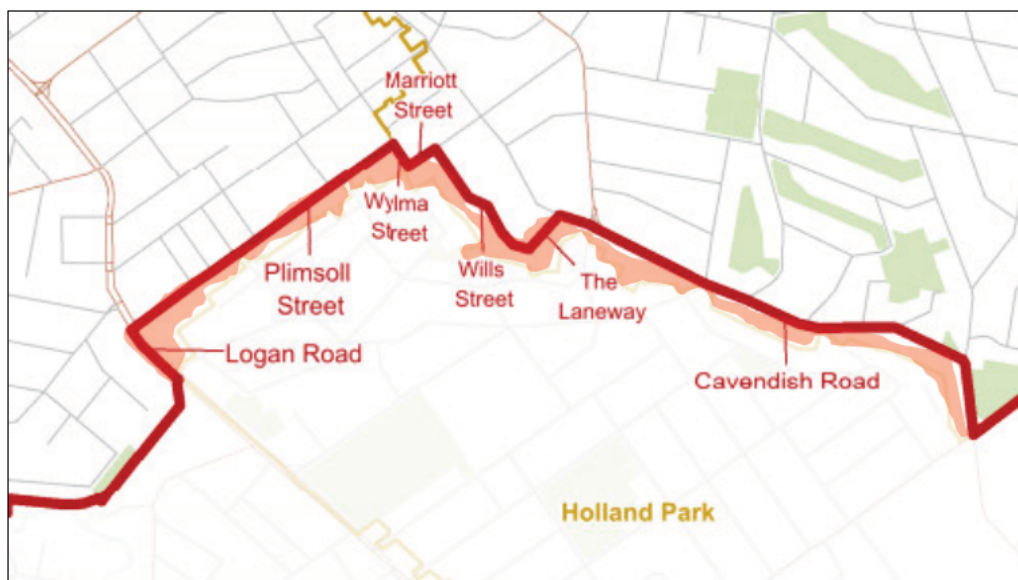 Marriott
Street
Wylma
Street
Plimsoll
Street
Wills
Street
The
Laneway
Logan Road
Cavendish Road
Holland Park